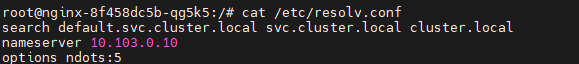 root@nginx-8f458dc5b-qg5k5:/# cat /etc/resolv.conf
search default.svc.cluster.local svc.cluster.local cluster.local
nameserver 10.103.0.10
options ndots:5